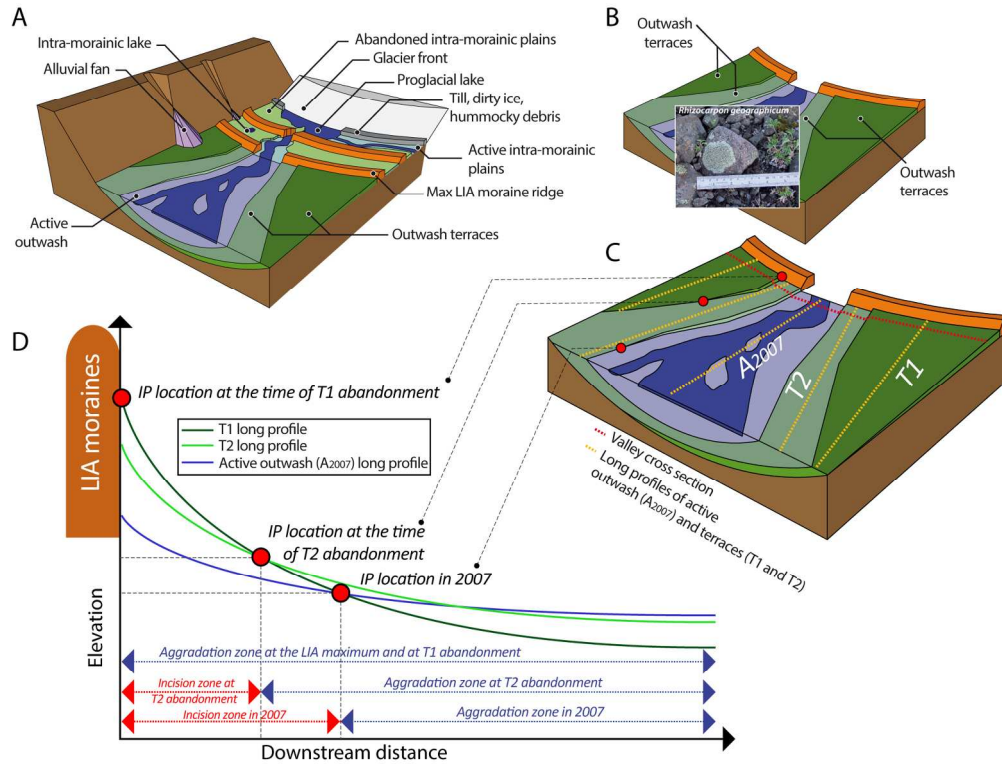 A
Intra-morainic lake
Alluvial fan
Abandoned intra-morainic plains
Glacier front
Proglacial lake
Till, dirty ice,
hummocky debris
Active intra-morainic
plains
Max LIA moraine ridge
Active
outwash
Outwash terraces
B
Outwash
terraces
Rhizocarpon geographicum
Outwash
terraces
C
A2007
T2
T1
Valley cross section
Long profiles of active
outwash (A2007) and terraces (T1 and T2)
D
LIA moraines
IP location at the time of T1 abandonment
T1 long profile
T2 long profile
Active outwash (A2007) long profile
IP location at the time
of T2 abandonment
IP location in 2007
Elevation
Aggradation zone at the LIA maximum and at T1 abandonment
Incision zone at
T2 abandonment
Aggradation zone at T2 abandonment
Incision zone in 2007
Aggradation zone in 2007
Downstream distance